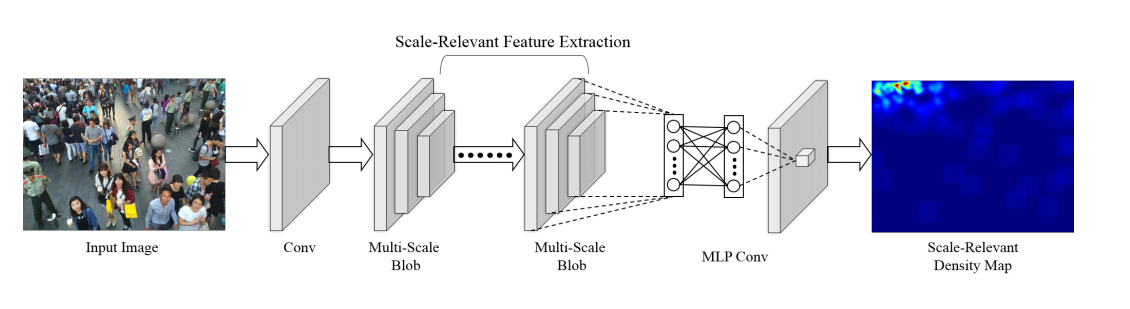 Scale-Relevant Feature Extraction
Input Image
Conv
Multi-Scale
Blob
Multi-Scale
Blob
MLP Conv
Scale-Relevant
Density Map